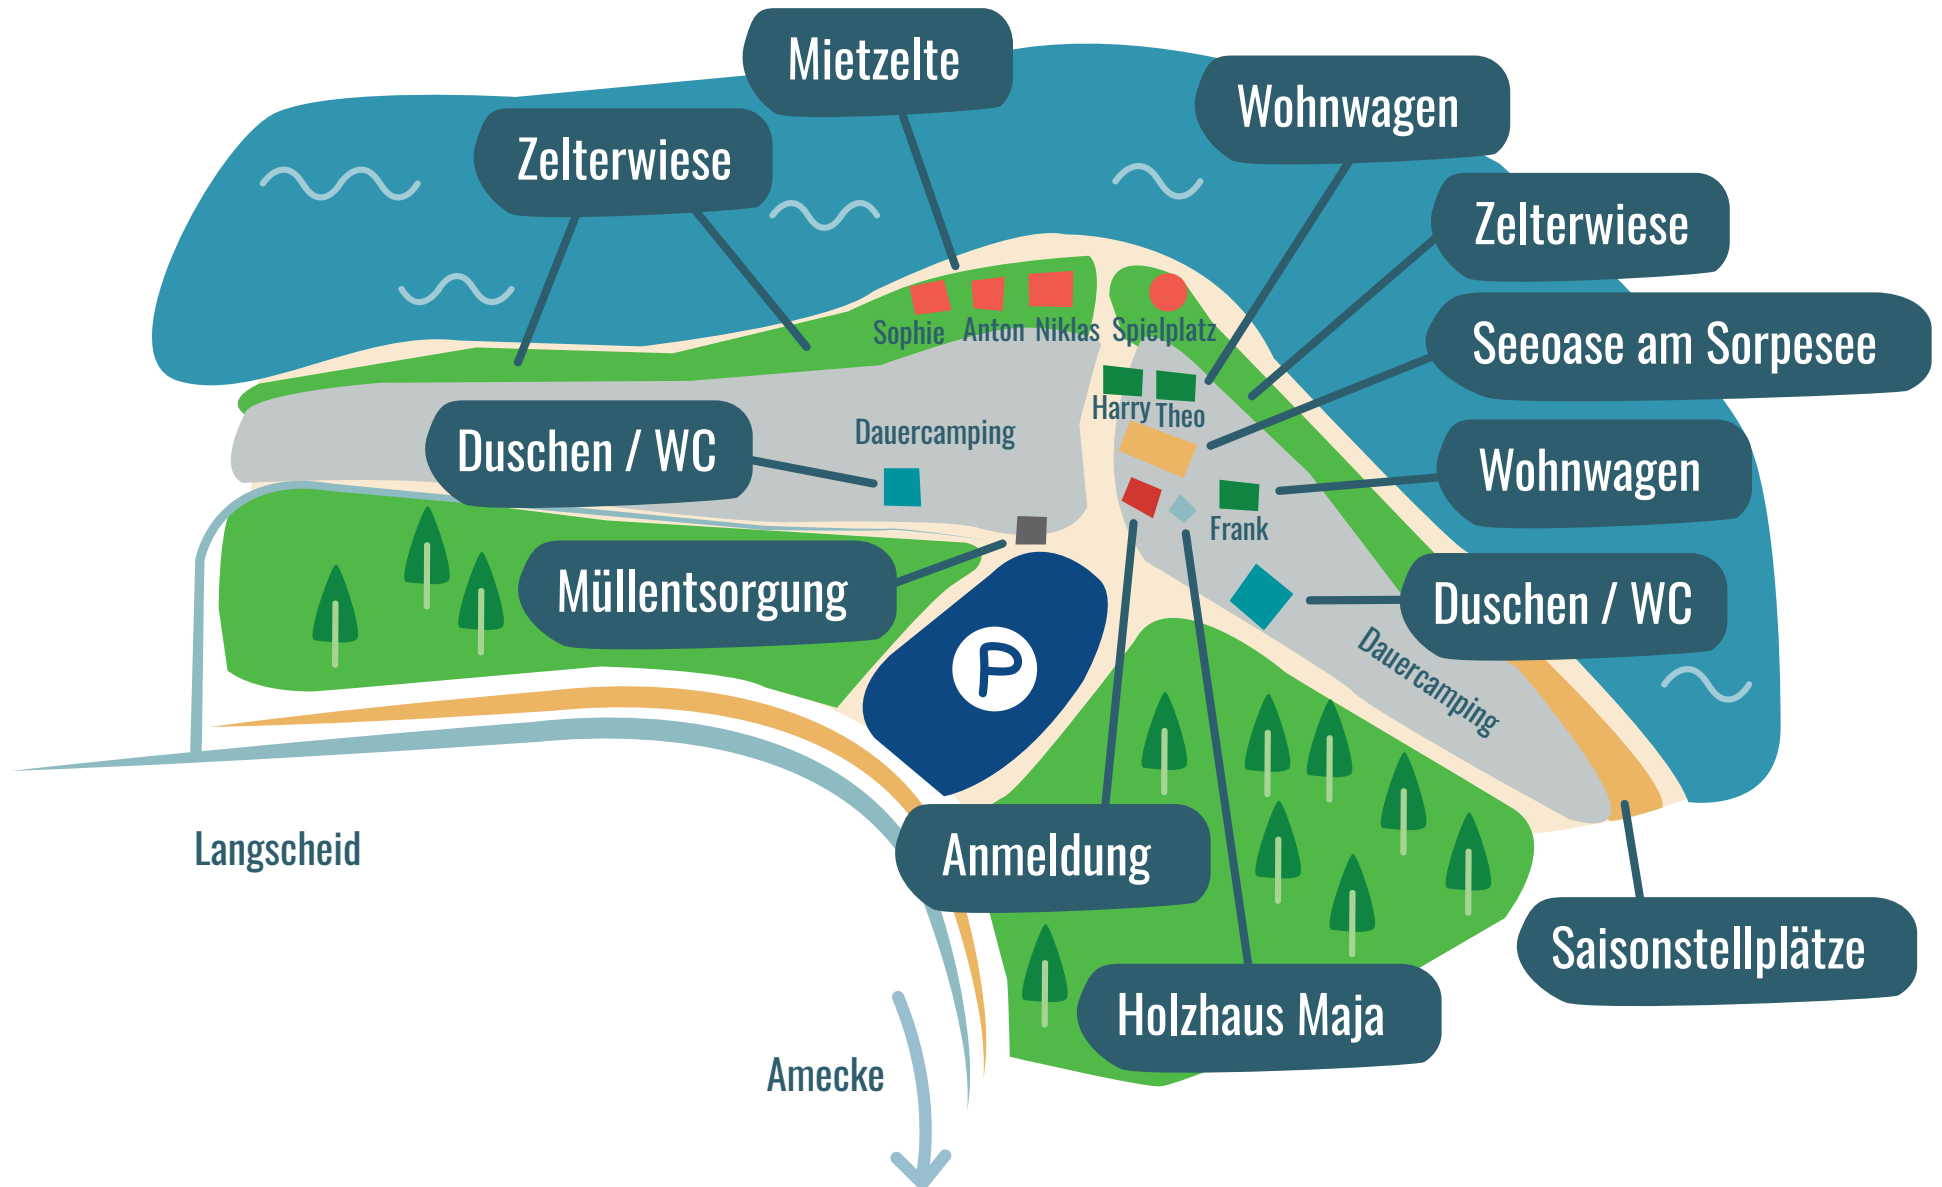 Mietzelte
Wohnwagen
Zelterwiese
Zelterwiese
Seeoase am Sorpesee
Sophie
Anton
Niklas
Spielplatz
Harry
Theo
Dauercamping
Duschen / WC
Wohnwagen
Frank
Müllentsorgung
Duschen / WC
P
Dauercamping
Langscheid
Anmeldung
Saisonstellplätze
Holzhaus Maja
Amecke